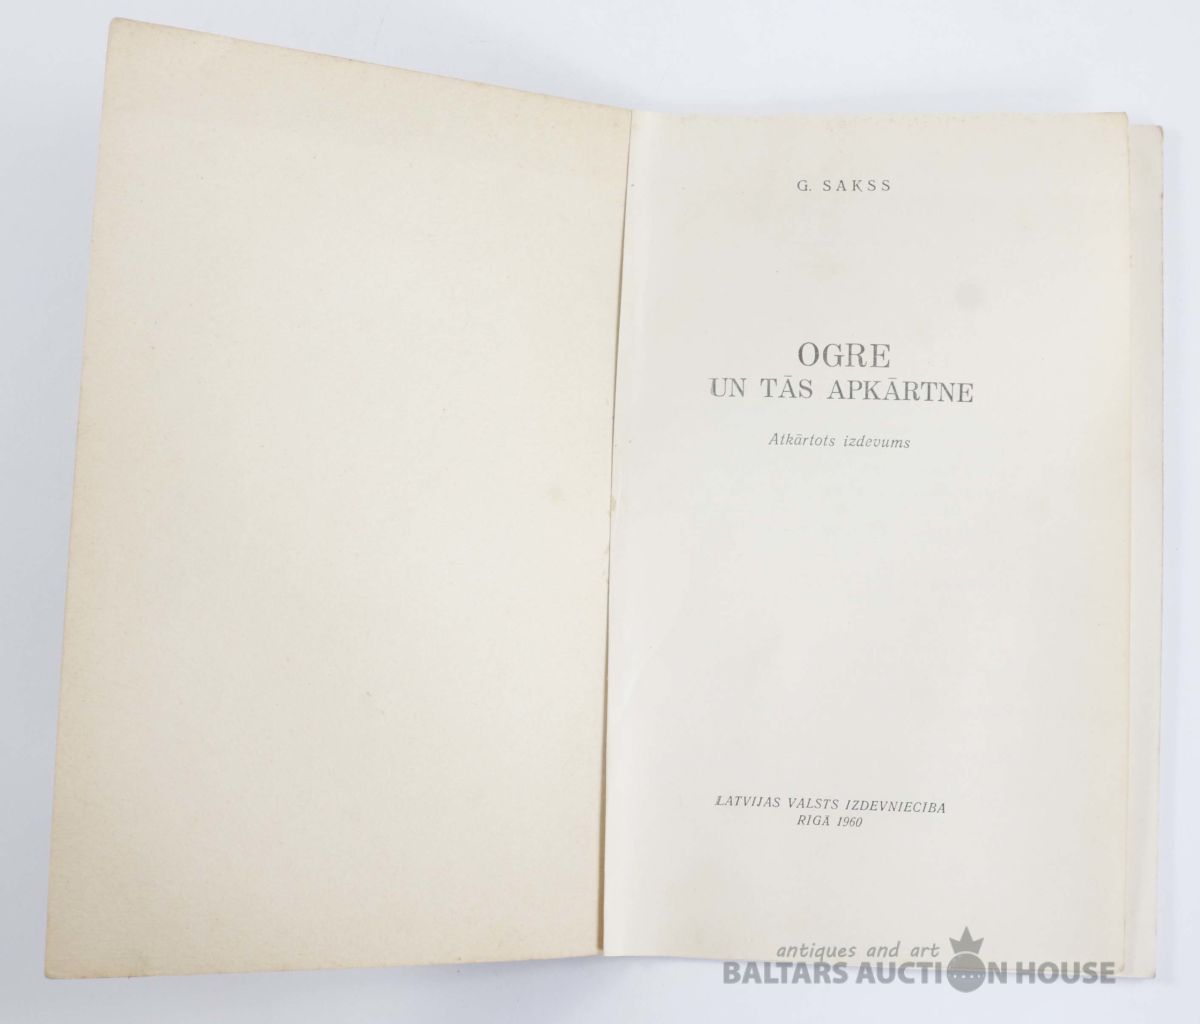 G. SAKSS
OGRE
UN TĀS APKĀRTNE
Atkārtots izdevums
LATVIJAS VALSTS IZDEVNIECĪBA
RĪGĀ 1960
antiques and art
BALTARS AUCTION HOUSE